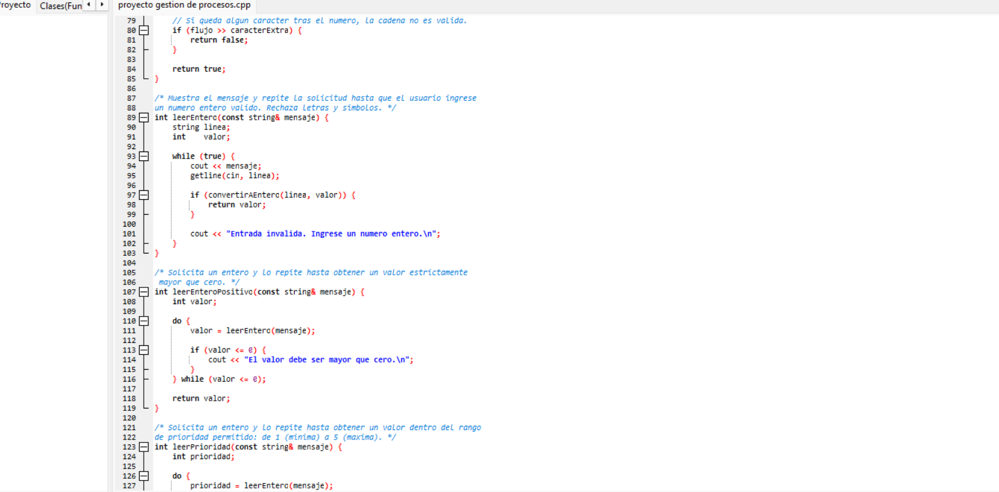 royecto Clases(Fun proyecto gestion de procesos.cpp
79 // Si queda algun caracter tras el numero, la cadena no es valida.
80 if (flujo >> caracterExtra) {
81 return false;
82 }
83
84 return true;
85 }
86
87 /* Muestra el mensaje y repite la solicitud hasta que el usuario ingrese
88 un numero entero valido. Rechaza letras y simbolos. */
89 int leerEntero(const string& mensaje) {
90 string linea;
91 int    valor;
92
93 while (true) {
94 cout << mensaje;
95 getline(cin, linea);
96
97 if (convertirAEntero(linea, valor)) {
98 return valor;
99 }
100
101 cout << "Entrada invalida. Ingrese un numero entero.\n";
102 }
103 }
104
105 /* Solicita un entero y lo repite hasta obtener un valor estrictamente
106 mayor que cero. */
107 int leerEnteroPositivo(const string& mensaje) {
108 int valor;
109
110 do {
111 valor = leerEntero(mensaje);
112
113 if (valor <= 0) {
114 cout << "El valor debe ser mayor que cero.\n";
115 }
116 } while (valor <= 0);
117
118 return valor;
119 }
120
121 /* Solicita un entero y lo repite hasta obtener un valor dentro del rango
122 de prioridad permitido: de 1 (minima) a 5 (maxima). */
123 int leerPrioridad(const string& mensaje) {
124 int prioridad;
125
126 do {
127 prioridad = leerEntero(mensaje);